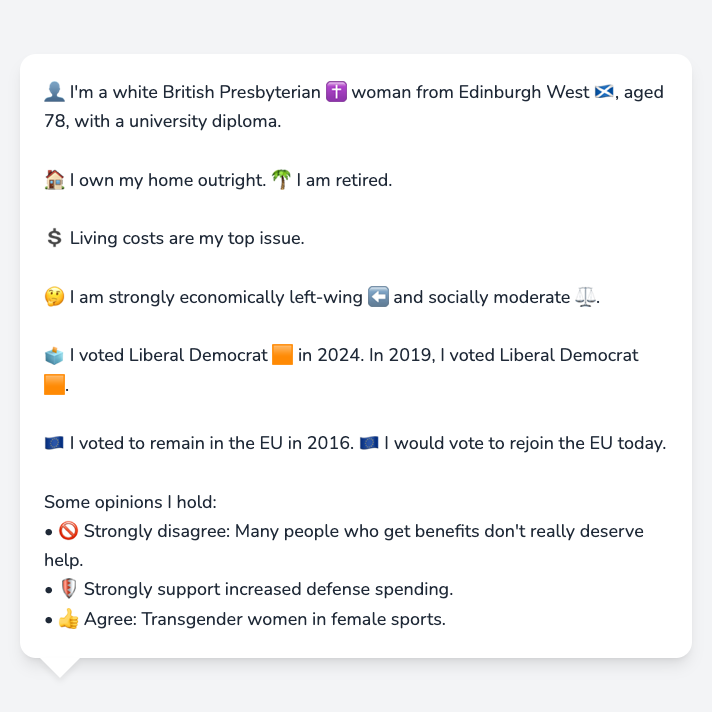 👤 I'm a white British Presbyterian ✝️ woman from Edinburgh West 🏴󠁧󠁢󠁳󠁣󠁴󠁿, aged
78, with a university diploma.
🏠 I own my home outright. 🌴 I am retired.
💲 Living costs are my top issue.
🤔 I am strongly economically left-wing ⬅️ and socially moderate ⚖️.
🗳️ I voted Liberal Democrat 🟧 in 2024. In 2019, I voted Liberal Democrat
🟧.
🇪🇺 I voted to remain in the EU in 2016. 🇪🇺 I would vote to rejoin the EU today.
Some opinions I hold:
• 🚫 Strongly disagree: Many people who get benefits don't really deserve
help.
• 🛡️ Strongly support increased defense spending.
• 👍 Agree: Transgender women in female sports.